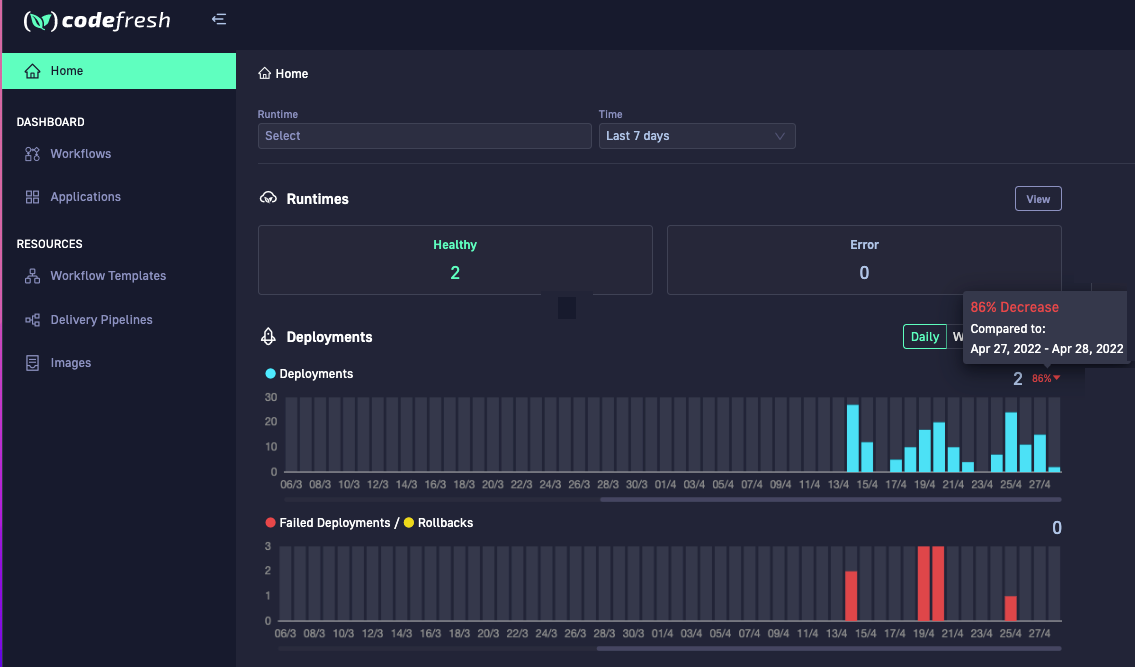 codefresh
Home
DASHBOARD
Workflows
Applications
RESOURCES
Workflow Templates
Delivery Pipelines
Images
Home
Runtime
Time
Select
Last 7 days
Runtimes
View
Healthy
2
Error
0
86% Decrease
Compared to:
Apr 27, 2022 - Apr 28, 2022
Deployments
Daily
W
Deployments
2 86%
30
20
10
0
06/3 08/3 10/3 12/3 14/3 16/3 18/3 20/3 22/3 24/3 26/3 28/3 30/3 01/4 03/4 05/4 07/4 09/4 11/4 13/4 15/4 17/4 19/4 21/4 23/4 25/4 27/4
Failed Deployments / Rollbacks
0
3
2
1
0
06/3 08/3 10/3 12/3 14/3 16/3 18/3 20/3 22/3 24/3 26/3 28/3 30/3 01/4 03/4 05/4 07/4 09/4 11/4 13/4 15/4 17/4 19/4 21/4 23/4 25/4 27/4